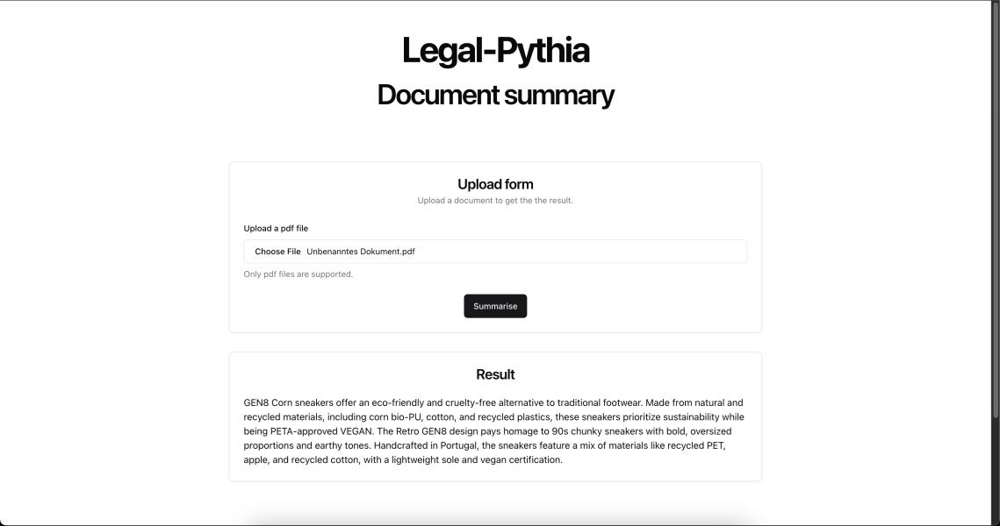 Legal-Pythia
Document summary
Upload form
Upload a document to get the the result.
Upload a pdf file
Choose File Unbenanntes Dokument.pdf
Only pdf files are supported.
Summarise
Result
GEN8 Corn sneakers offer an eco-friendly and cruelty-free alternative to traditional footwear. Made from natural and
recycled materials, including corn bio-PU, cotton, and recycled plastics, these sneakers prioritize sustainability while
being PETA-approved VEGAN. The Retro GEN8 design pays homage to 90s chunky sneakers with bold, oversized
proportions and earthy tones. Handcrafted in Portugal, the sneakers feature a mix of materials like recycled PET,
apple, and recycled cotton, with a lightweight sole and vegan certification.